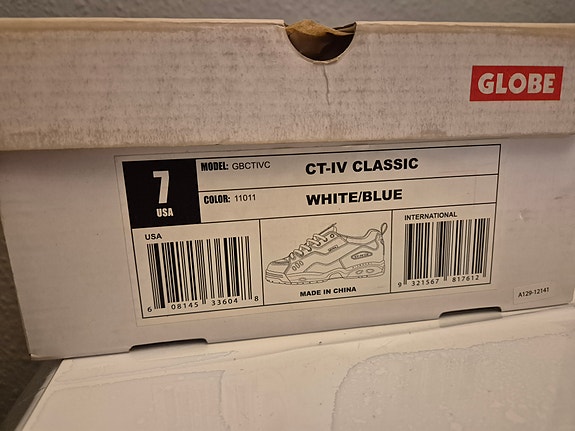 GLOBE
7
USA
MODEL: GBCTIVC
CT-IV CLASSIC
COLOR: 11011
WHITE/BLUE
USA
6 08145 33604 8
MADE IN CHINA
INTERNATIONAL
9 321567 817612
A129-12141